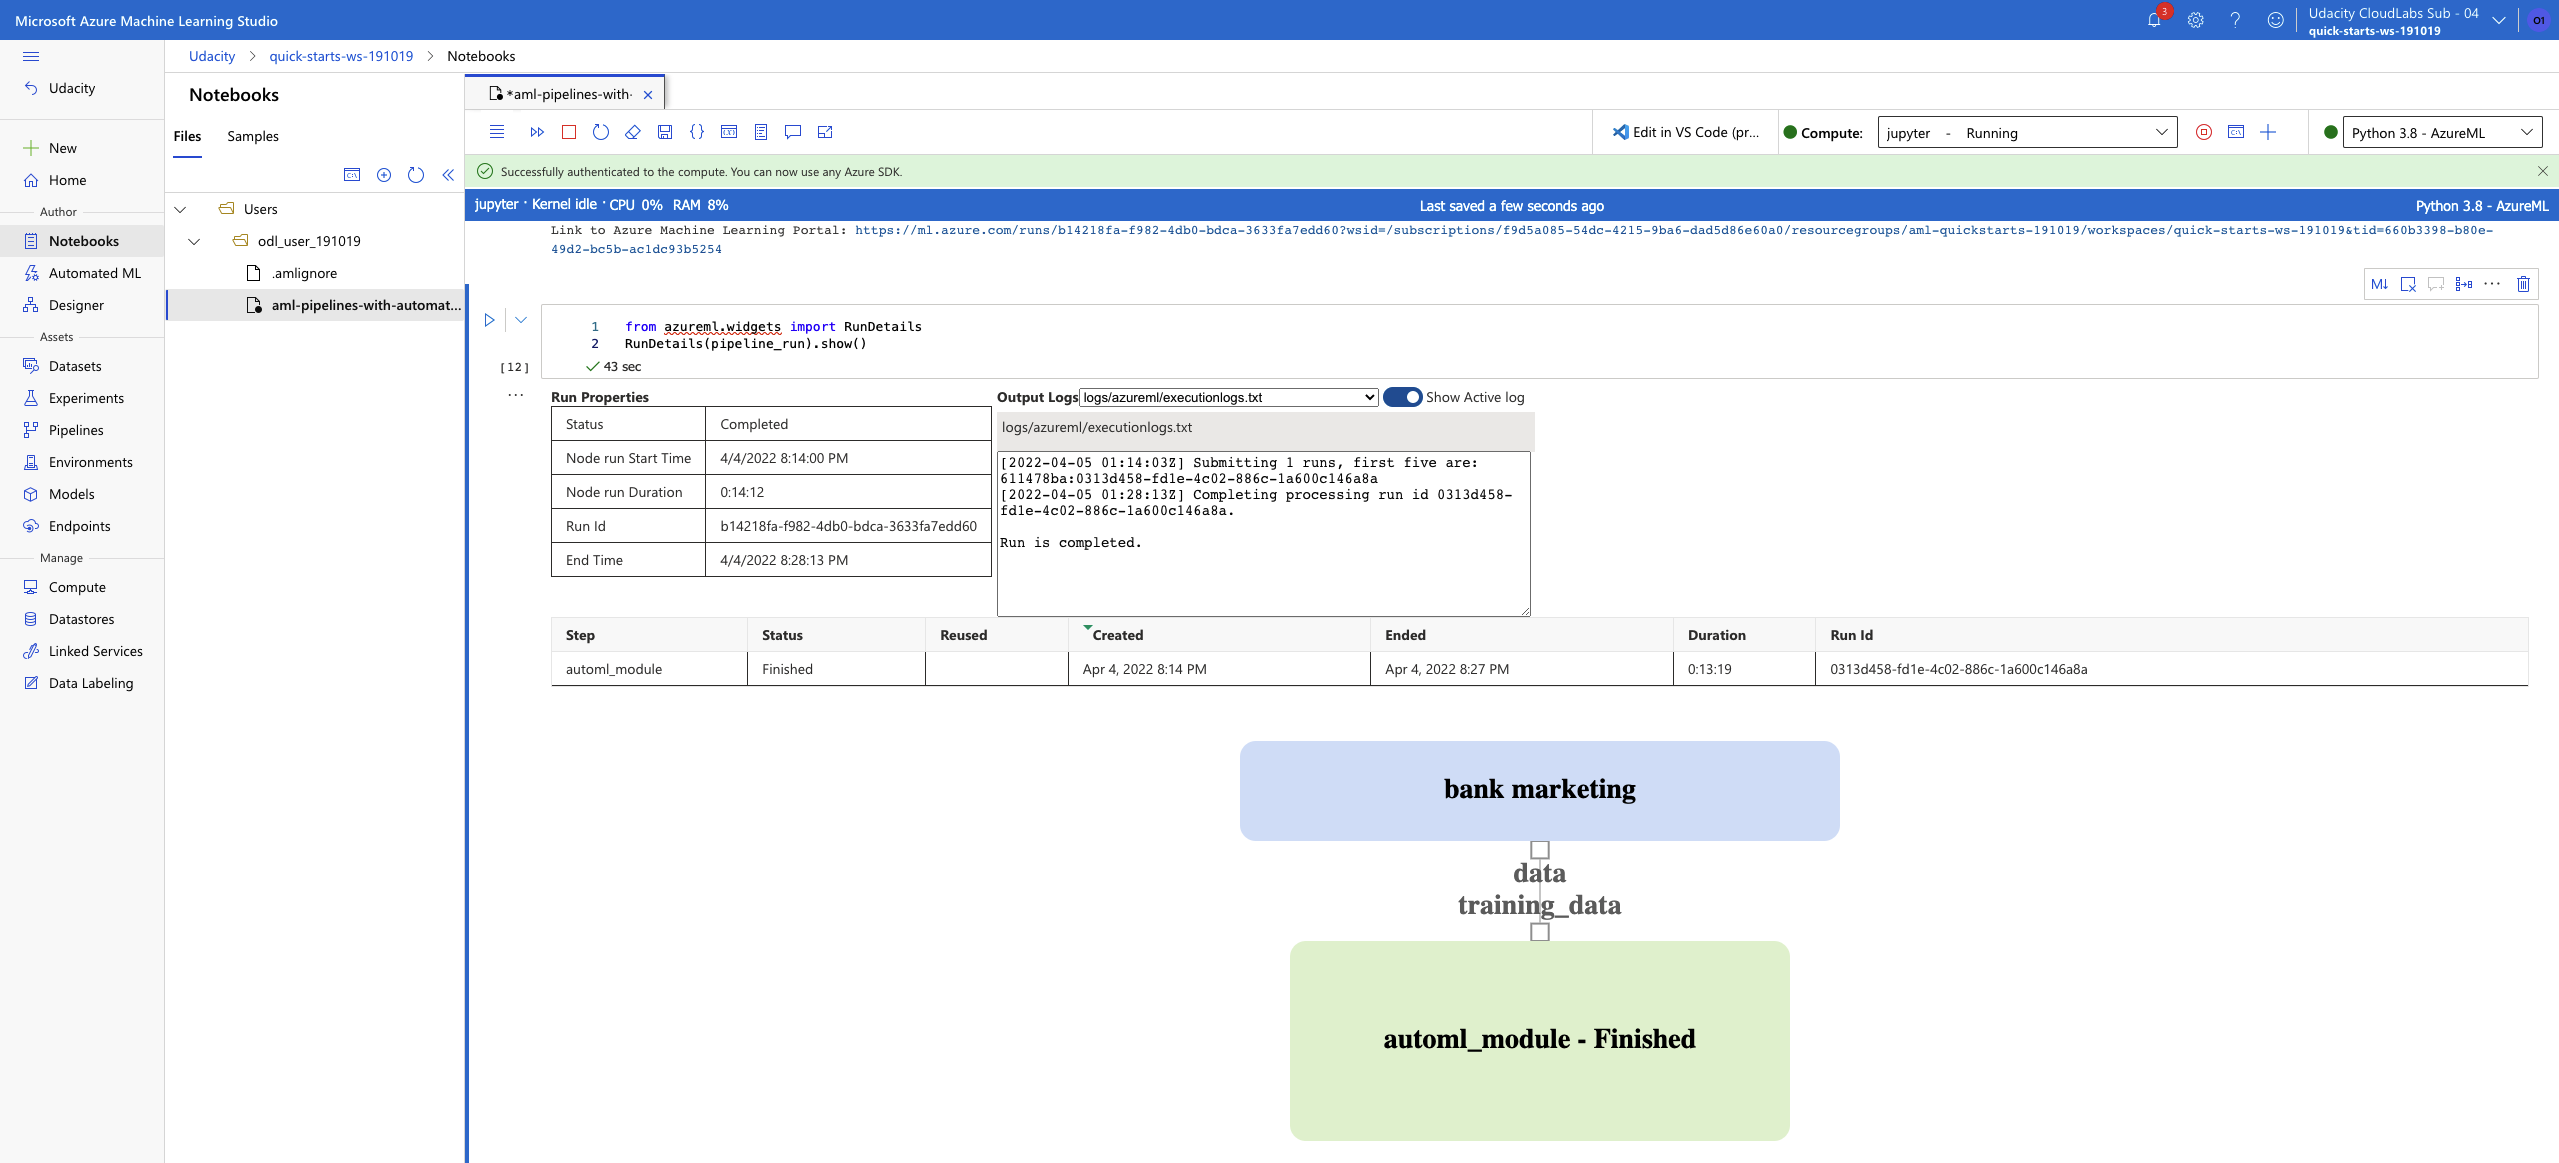 Microsoft Azure Machine Learning Studio
3
Udacity CloudLabs Sub - 04
quick-starts-ws-191019
O1
Udacity
New
Home
Author
Notebooks
Automated ML
Designer
Assets
Datasets
Experiments
Pipelines
Environments
Models
Endpoints
Manage
Compute
Datastores
Linked Services
Data Labeling
Udacity > quick-starts-ws-191019 > Notebooks
Notebooks
Files Samples
Users
odl_user_191019
.amlignore
aml-pipelines-with-automat...
*aml-pipelines-with-
Edit in VS Code (pr...
Compute: jupyter - Running
Python 3.8 - AzureML
Successfully authenticated to the compute. You can now use any Azure SDK.
jupyter · Kernel idle · CPU 0% RAM 8%
Last saved a few seconds ago
Python 3.8 - AzureML
Link to Azure Machine Learning Portal: https://ml.azure.com/runs/b14218fa-f982-4db0-bdca-3633fa7edd60?wsid=/subscriptions/f9d5a085-54dc-4215-9ba6-dad5d86e60a0/resourcegroups/aml-quickstarts-191019/workspaces/quick-starts-ws-191019&tid=660b3398-b80e-
49d2-bc5b-ac1dc93b5254
M↓
1 from azureml.widgets import RunDetails
2 RunDetails(pipeline_run).show()
[12]
43 sec
Run Properties
Status Completed
Node run Start Time 4/4/2022 8:14:00 PM
Node run Duration 0:14:12
Run Id b14218fa-f982-4db0-bdca-3633fa7edd60
End Time 4/4/2022 8:28:13 PM
Output Logs logs/azureml/executionlogs.txt Show Active log
logs/azureml/executionlogs.txt
[2022-04-05 01:14:03Z] Submitting 1 runs, first five are:
611478ba:0313d458-fd1e-4c02-886c-1a600c146a8a
[2022-04-05 01:28:13Z] Completing processing run id 0313d458-
fd1e-4c02-886c-1a600c146a8a.
Run is completed.
Step Status Reused Created Ended Duration Run Id
automl_module Finished Apr 4, 2022 8:14 PM Apr 4, 2022 8:27 PM 0:13:19 0313d458-fd1e-4c02-886c-1a600c146a8a
bank marketing
data
training_data
automl_module - Finished